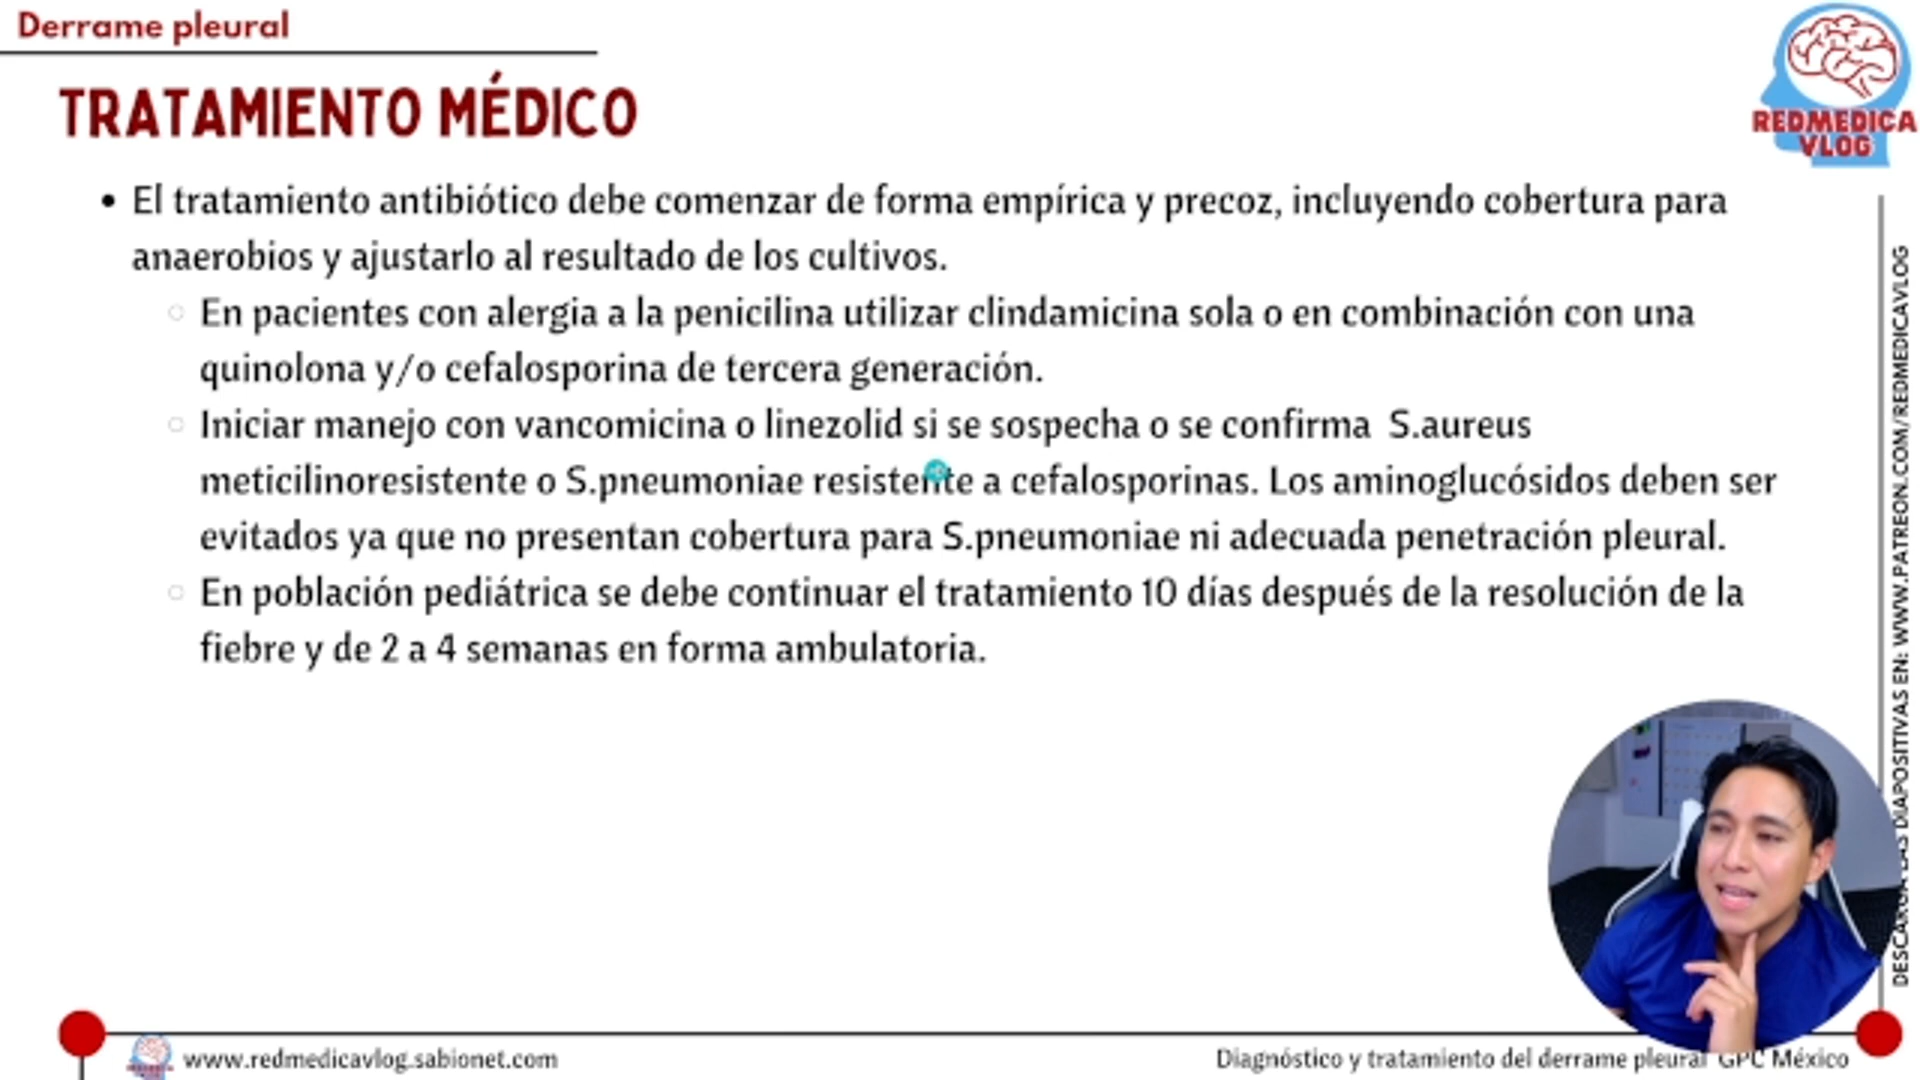 Derrame pleural
TRATAMIENTO MÉDICO
REDMEDICA
VLOG
• El tratamiento antibiótico debe comenzar de forma empírica y precoz, incluyendo cobertura para
anaerobios y ajustarlo al resultado de los cultivos.
○ En pacientes con alergia a la penicilina utilizar clindamicina sola o en combinación con una
quinolona y/o cefalosporina de tercera generación.
○ Iniciar manejo con vancomicina o linezolid si se sospecha o se confirma S.aureus
meticilinoresistente o S.pneumoniae resistente a cefalosporinas. Los aminoglucósidos deben ser
evitados ya que no presentan cobertura para S.pneumoniae ni adecuada penetración pleural.
○ En población pediátrica se debe continuar el tratamiento 10 días después de la resolución de la
fiebre y de 2 a 4 semanas en forma ambulatoria.
DESCARGA LAS DIAPOSITIVAS EN: WWW.PATREON.COM/REDMEDICAVLOG
www.redmedicavlog.sabionet.com
Diagnóstico y tratamiento del derrame pleural GPC México